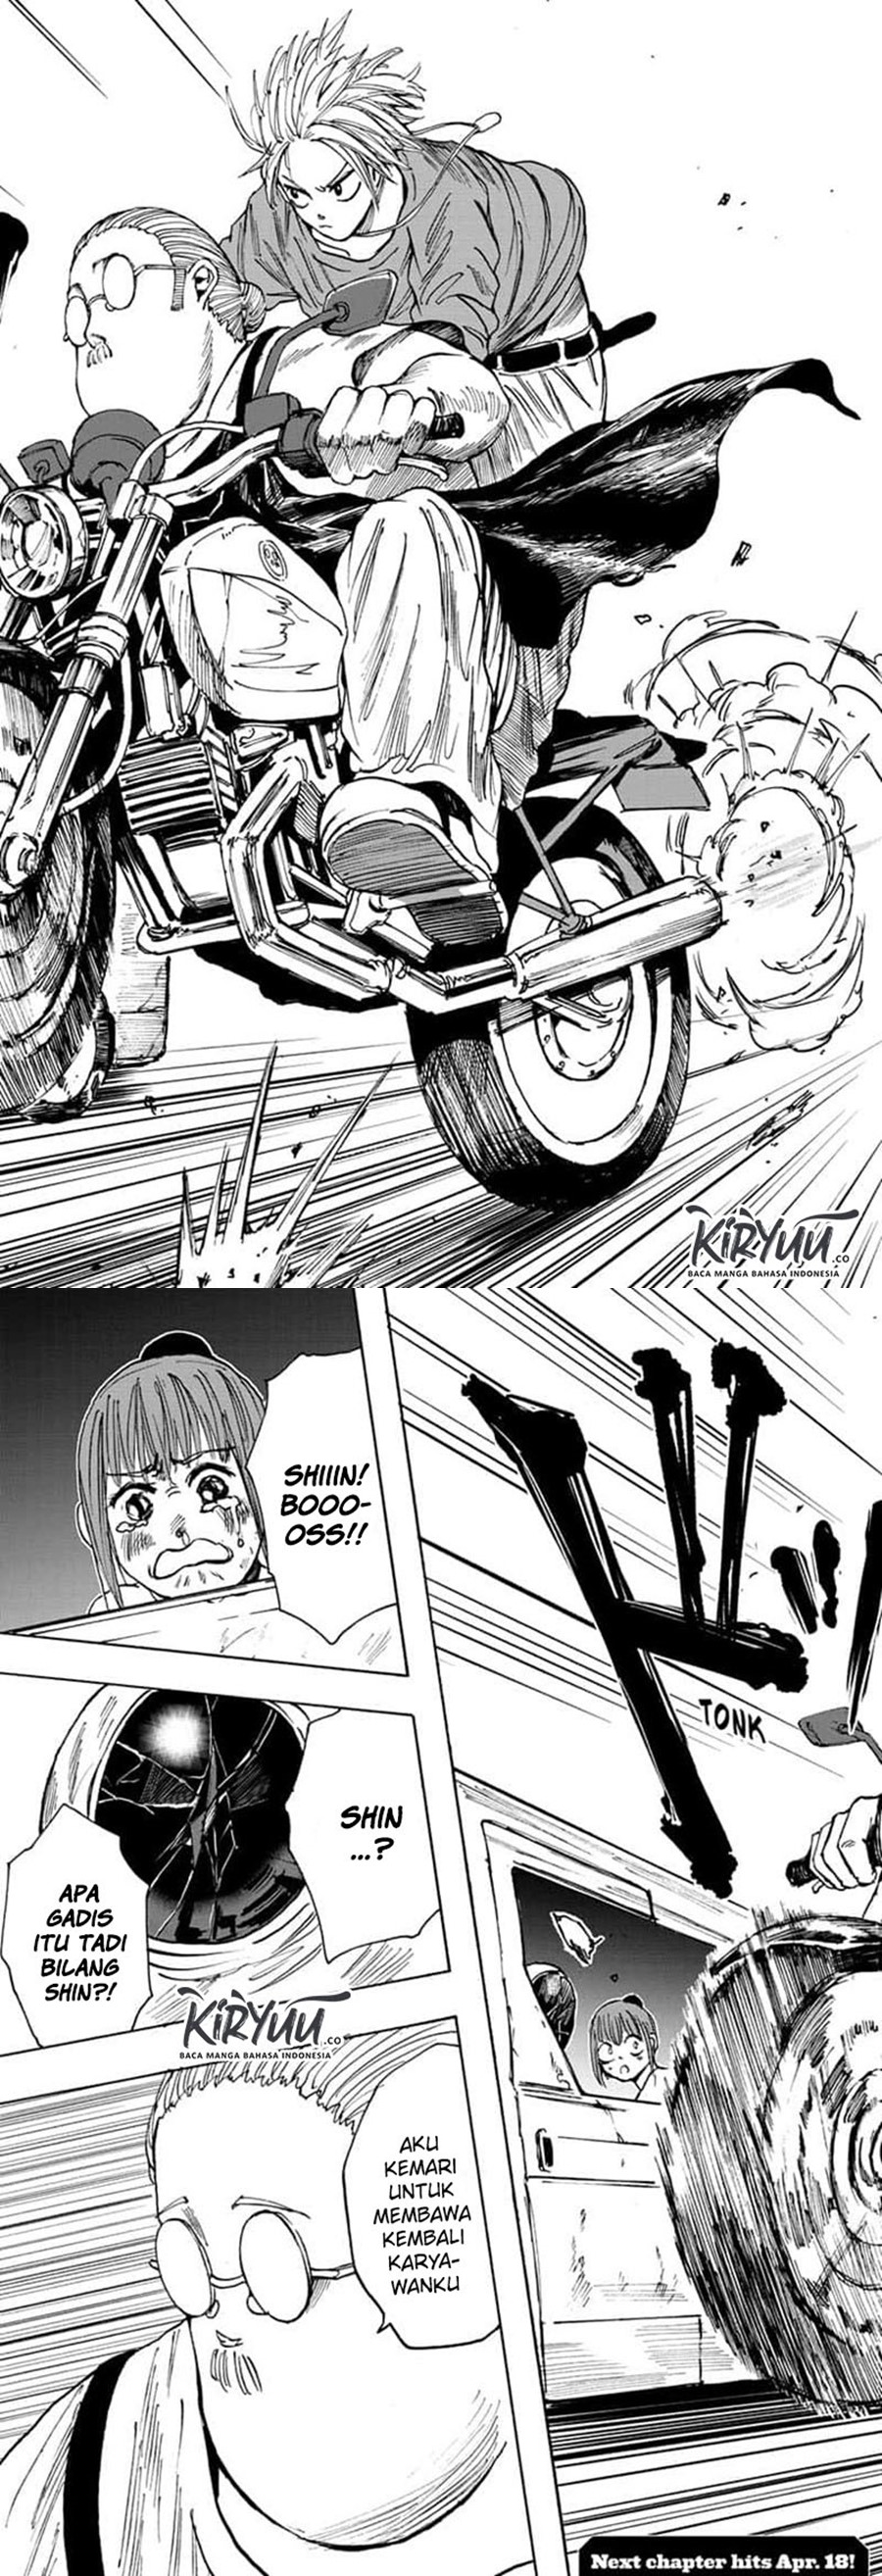 KIRYUU.CO
BACA MANGA BAHASA INDONESIA
ド
TONK
SHIIIN!
BOOO-
OSS!!
SHIN
...?
APA
GADIS
ITU TADI
BILANG
SHIN?!
KIRYUU.CO
BACA MANGA BAHASA INDONESIA
AKU
KEMARI
UNTUK
MEMBAWA
KEMBALI
KARYA-
WANKU
Next chapter hits Apr. 18!